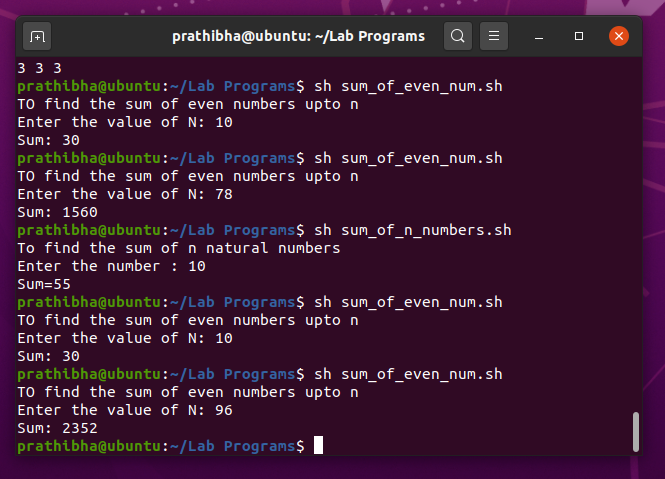 prathibha@ubuntu: ~/Lab Programs
3 3 3
prathibha@ubuntu:~/Lab Programs$ sh sum_of_even_num.sh
TO find the sum of even numbers upto n
Enter the value of N: 10
Sum: 30
prathibha@ubuntu:~/Lab Programs$ sh sum_of_even_num.sh
TO find the sum of even numbers upto n
Enter the value of N: 78
Sum: 1560
prathibha@ubuntu:~/Lab Programs$ sh sum_of_n_numbers.sh
To find the sum of n natural numbers
Enter the number : 10
Sum=55
prathibha@ubuntu:~/Lab Programs$ sh sum_of_even_num.sh
TO find the sum of even numbers upto n
Enter the value of N: 10
Sum: 30
prathibha@ubuntu:~/Lab Programs$ sh sum_of_even_num.sh
TO find the sum of even numbers upto n
Enter the value of N: 96
Sum: 2352
prathibha@ubuntu:~/Lab Programs$